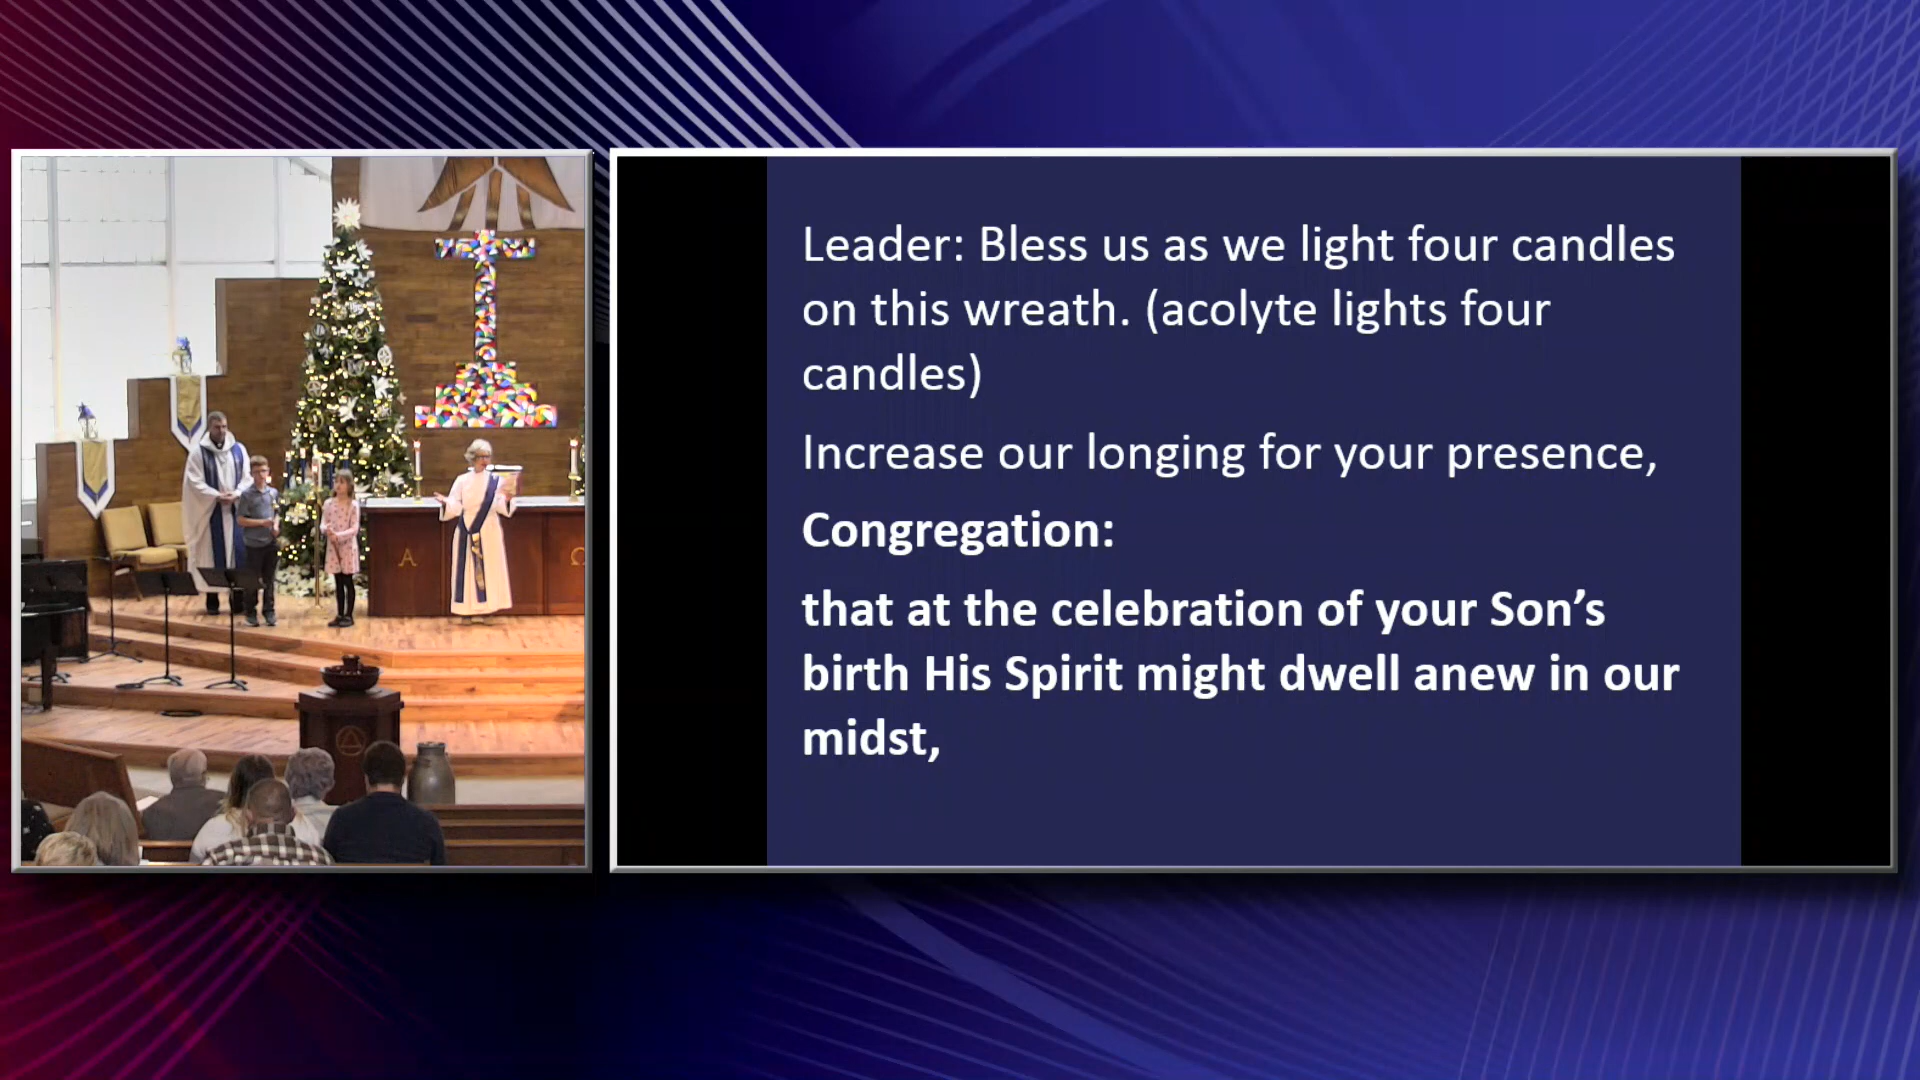 Leader: Bless us as we light four candles
on this wreath. (acolyte lights four
candles)
Increase our longing for your presence,
Congregation:
that at the celebration of your Son’s
birth His Spirit might dwell anew in our
midst,
A
Ω